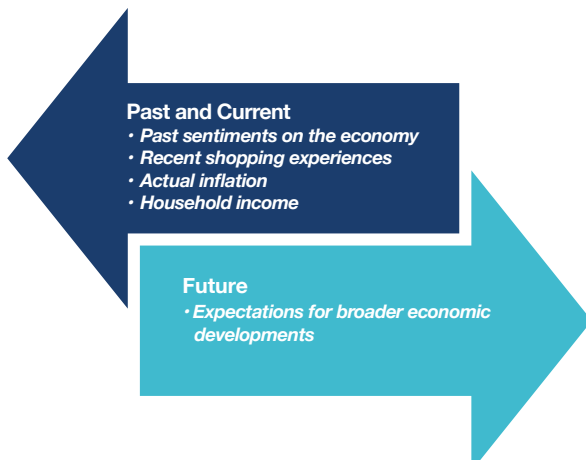 Past and Current
· Past sentiments on the economy
· Recent shopping experiences
· Actual inflation
· Household income
Future
· Expectations for broader economic
developments